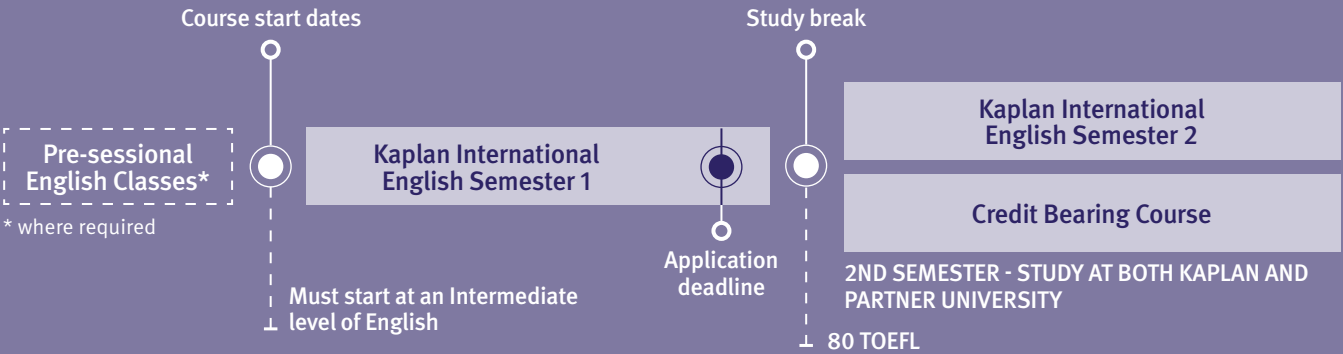 Course start dates
Study break
Pre-sessional
English Classes*
* where required
Kaplan International
English Semester 1
Kaplan International
English Semester 2
Credit Bearing Course
Application
deadline
Must start at an Intermediate
level of English
2ND SEMESTER - STUDY AT BOTH KAPLAN AND
PARTNER UNIVERSITY
80 TOEFL